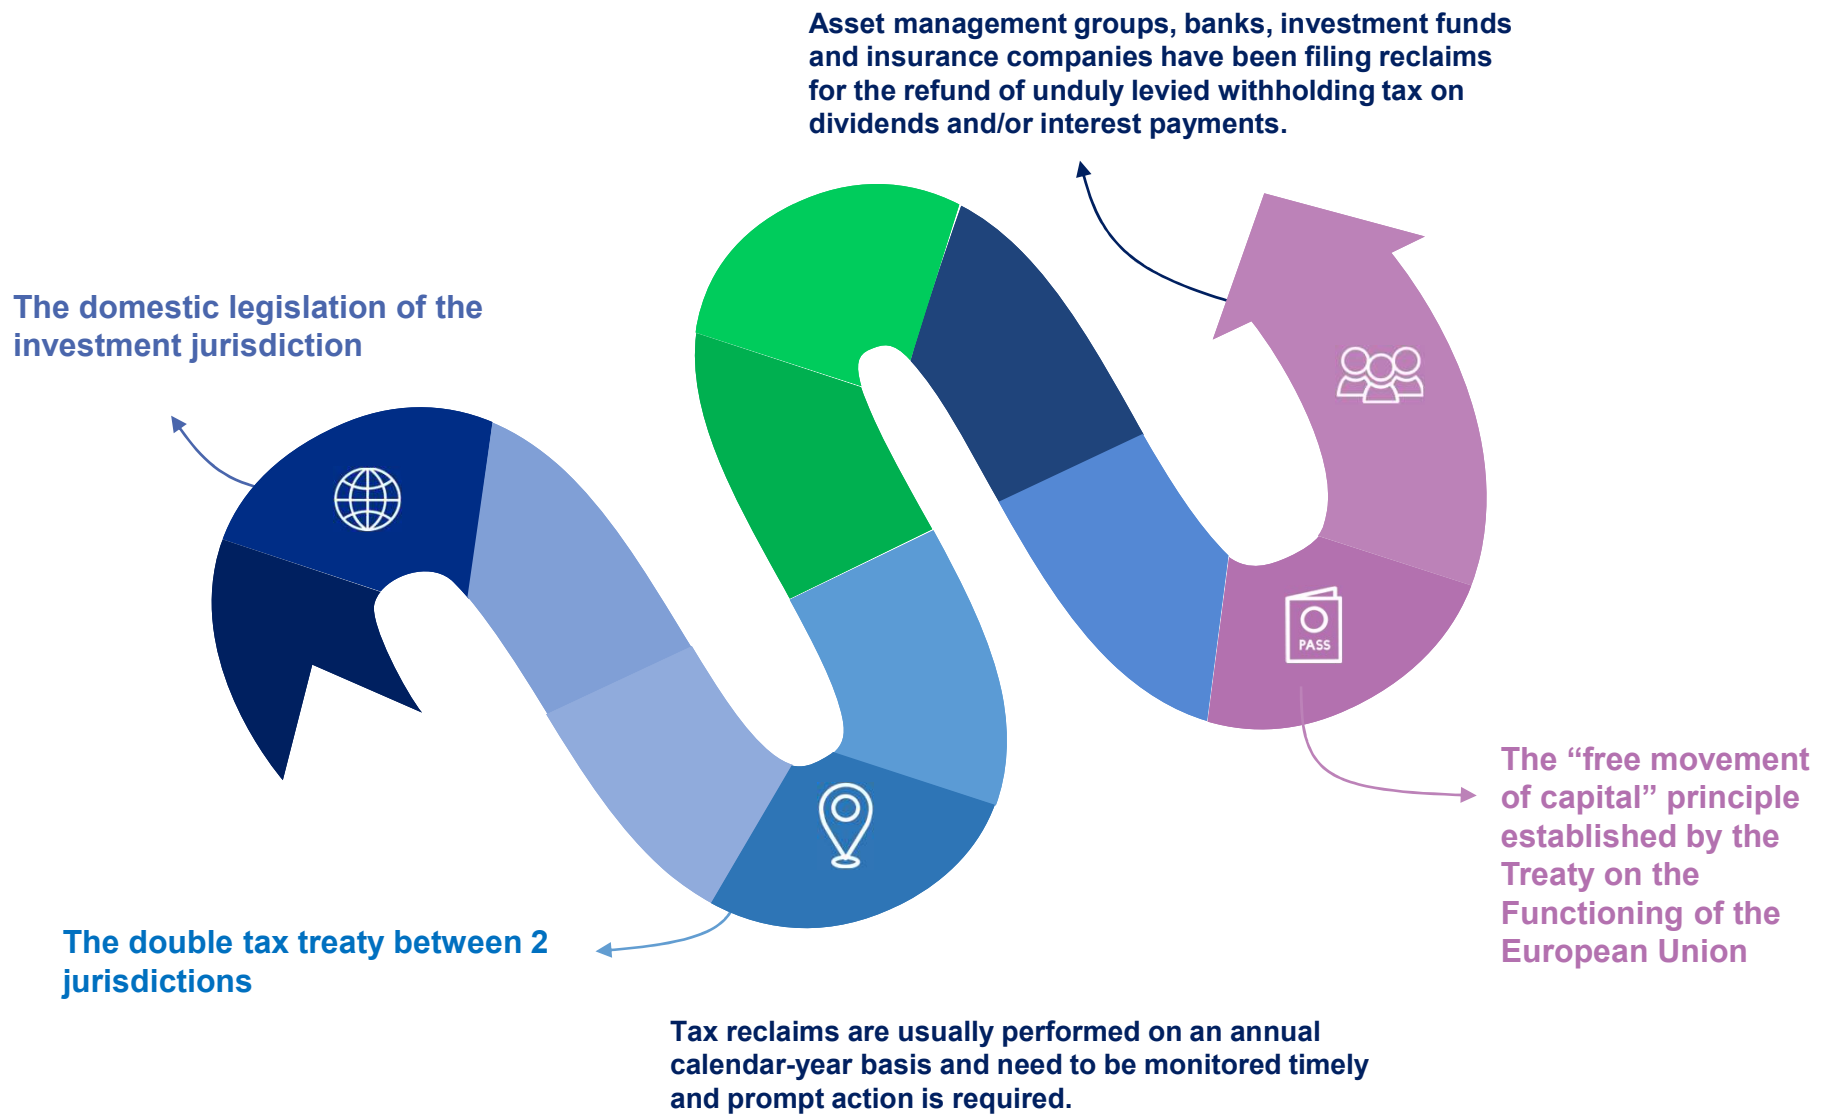 Asset management groups, banks, investment funds
and insurance companies have been filing reclaims
for the refund of unduly levied withholding tax on
dividends and/or interest payments.
The domestic legislation of the
investment jurisdiction
PASS
The “free movement
of capital” principle
established by the
Treaty on the
Functioning of the
European Union
The double tax treaty between 2
jurisdictions
Tax reclaims are usually performed on an annual
calendar-year basis and need to be monitored timely
and prompt action is required.